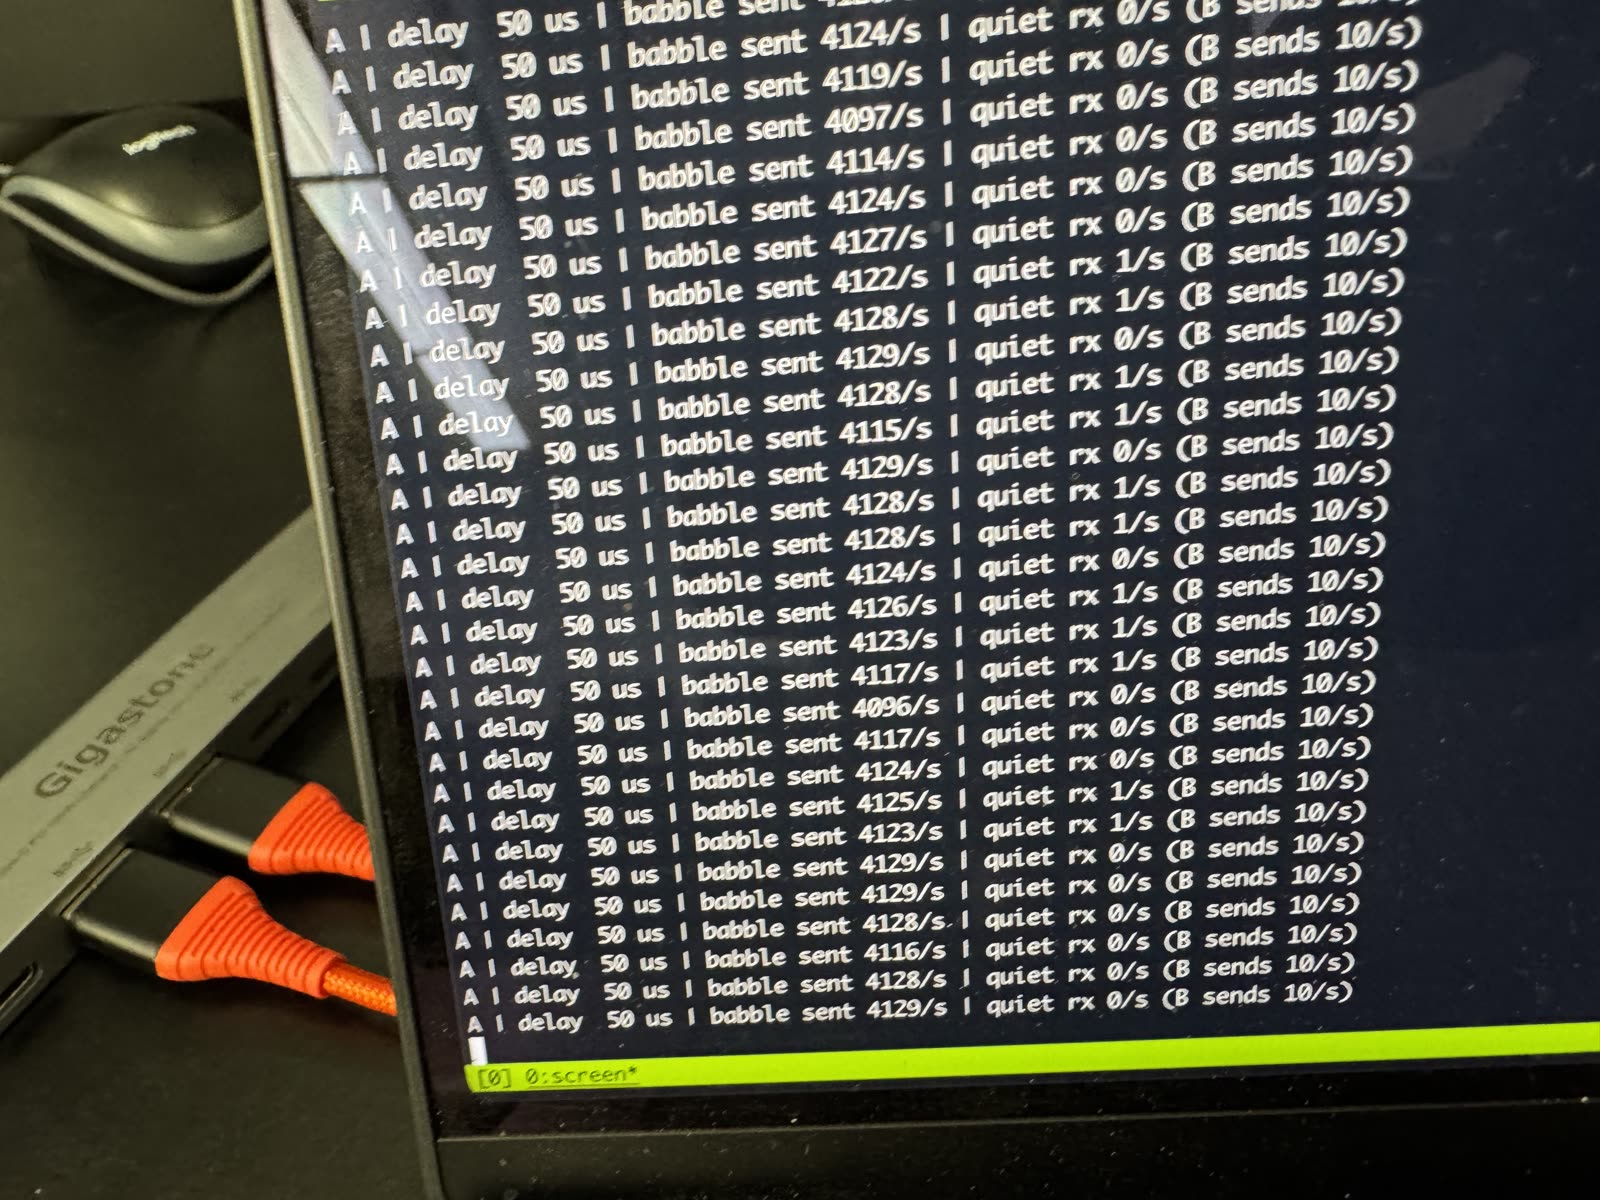 A | delay  50 us | babble sent
A | delay  50 us | babble sent 4124/s | quiet rx 0/s (B sends 10/s)
A | delay  50 us | babble sent 4119/s | quiet rx 0/s (B sends 10/s)
A | delay  50 us | babble sent 4097/s | quiet rx 0/s (B sends 10/s)
A | delay  50 us | babble sent 4114/s | quiet rx 0/s (B sends 10/s)
A | delay  50 us | babble sent 4124/s | quiet rx 0/s (B sends 10/s)
A | delay  50 us | babble sent 4127/s | quiet rx 0/s (B sends 10/s)
A | delay  50 us | babble sent 4122/s | quiet rx 1/s (B sends 10/s)
A | delay  50 us | babble sent 4128/s | quiet rx 1/s (B sends 10/s)
A | delay  50 us | babble sent 4129/s | quiet rx 0/s (B sends 10/s)
A | delay  50 us | babble sent 4128/s | quiet rx 1/s (B sends 10/s)
A | delay  50 us | babble sent 4115/s | quiet rx 1/s (B sends 10/s)
A | delay  50 us | babble sent 4129/s | quiet rx 0/s (B sends 10/s)
A | delay  50 us | babble sent 4128/s | quiet rx 1/s (B sends 10/s)
A | delay  50 us | babble sent 4128/s | quiet rx 1/s (B sends 10/s)
A | delay  50 us | babble sent 4124/s | quiet rx 0/s (B sends 10/s)
A | delay  50 us | babble sent 4126/s | quiet rx 1/s (B sends 10/s)
A | delay  50 us | babble sent 4123/s | quiet rx 1/s (B sends 10/s)
A | delay  50 us | babble sent 4117/s | quiet rx 1/s (B sends 10/s)
A | delay  50 us | babble sent 4096/s | quiet rx 0/s (B sends 10/s)
A | delay  50 us | babble sent 4117/s | quiet rx 0/s (B sends 10/s)
A | delay  50 us | babble sent 4124/s | quiet rx 0/s (B sends 10/s)
A | delay  50 us | babble sent 4125/s | quiet rx 1/s (B sends 10/s)
A | delay  50 us | babble sent 4123/s | quiet rx 1/s (B sends 10/s)
A | delay  50 us | babble sent 4129/s | quiet rx 0/s (B sends 10/s)
A | delay  50 us | babble sent 4129/s | quiet rx 0/s (B sends 10/s)
A | delay  50 us | babble sent 4128/s | quiet rx 0/s (B sends 10/s)
A | delay  50 us | babble sent 4116/s | quiet rx 0/s (B sends 10/s)
A | delay  50 us | babble sent 4128/s | quiet rx 0/s (B sends 10/s)
A | delay  50 us | babble sent 4129/s | quiet rx 0/s (B sends 10/s)
[0] 0:screen*
logitech
Gigastone